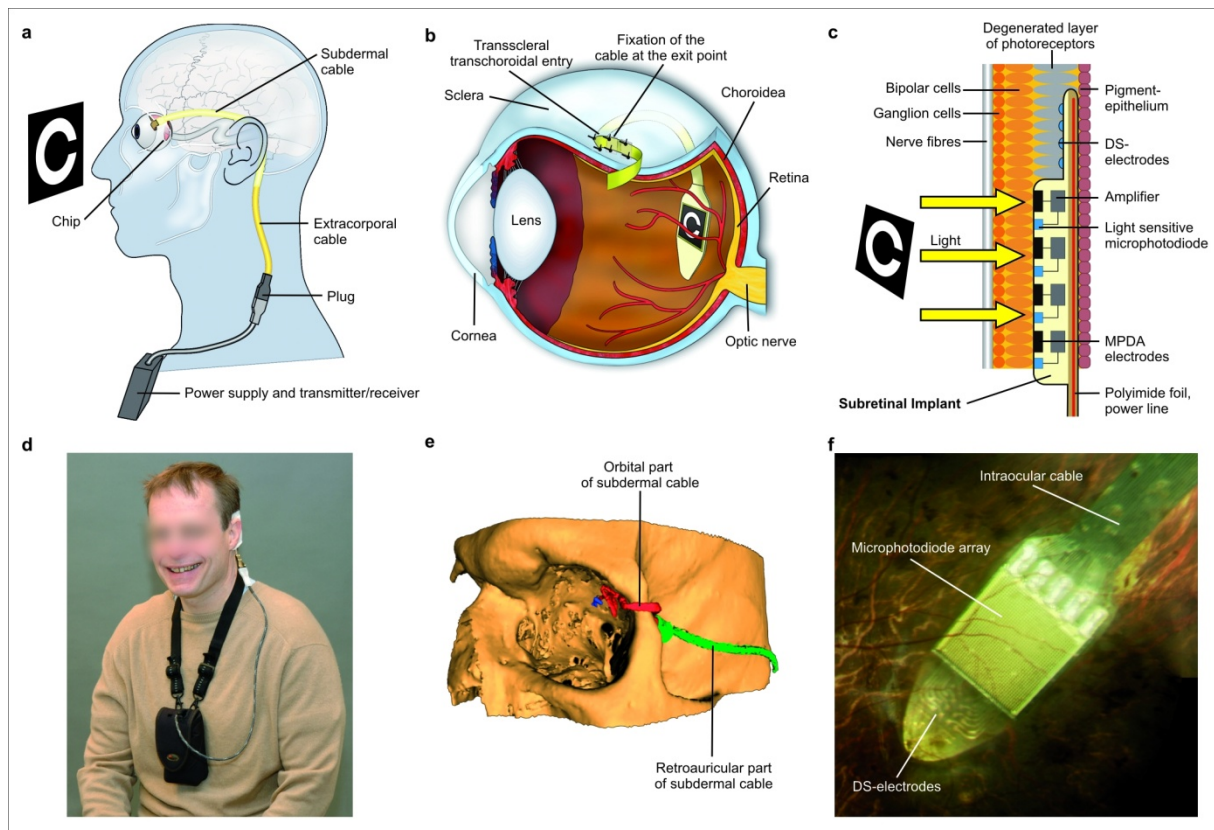 a
Subdermal
cable
C
Chip
Extracorporal
cable
Plug
Power supply and transmitter/receiver
b
Transscleral
transchoroidal entry
Fixation of the
cable at the exit point
Sclera
Choroidea
Retina
Lens
C
Cornea
Optic nerve
c
Degenerated layer
of photoreceptors
Bipolar cells
Ganglion cells
Nerve fibres
Pigment-
epithelium
DS-
electrodes
Amplifier
Light sensitive
microphotodiode
C
Light
MPDA
electrodes
Subretinal Implant
Polyimide foil,
power line
d
e
Orbital part
of subdermal cable
Retroauricular part
of subdermal cable
f
Intraocular cable
Microphotodiode array
DS-electrodes